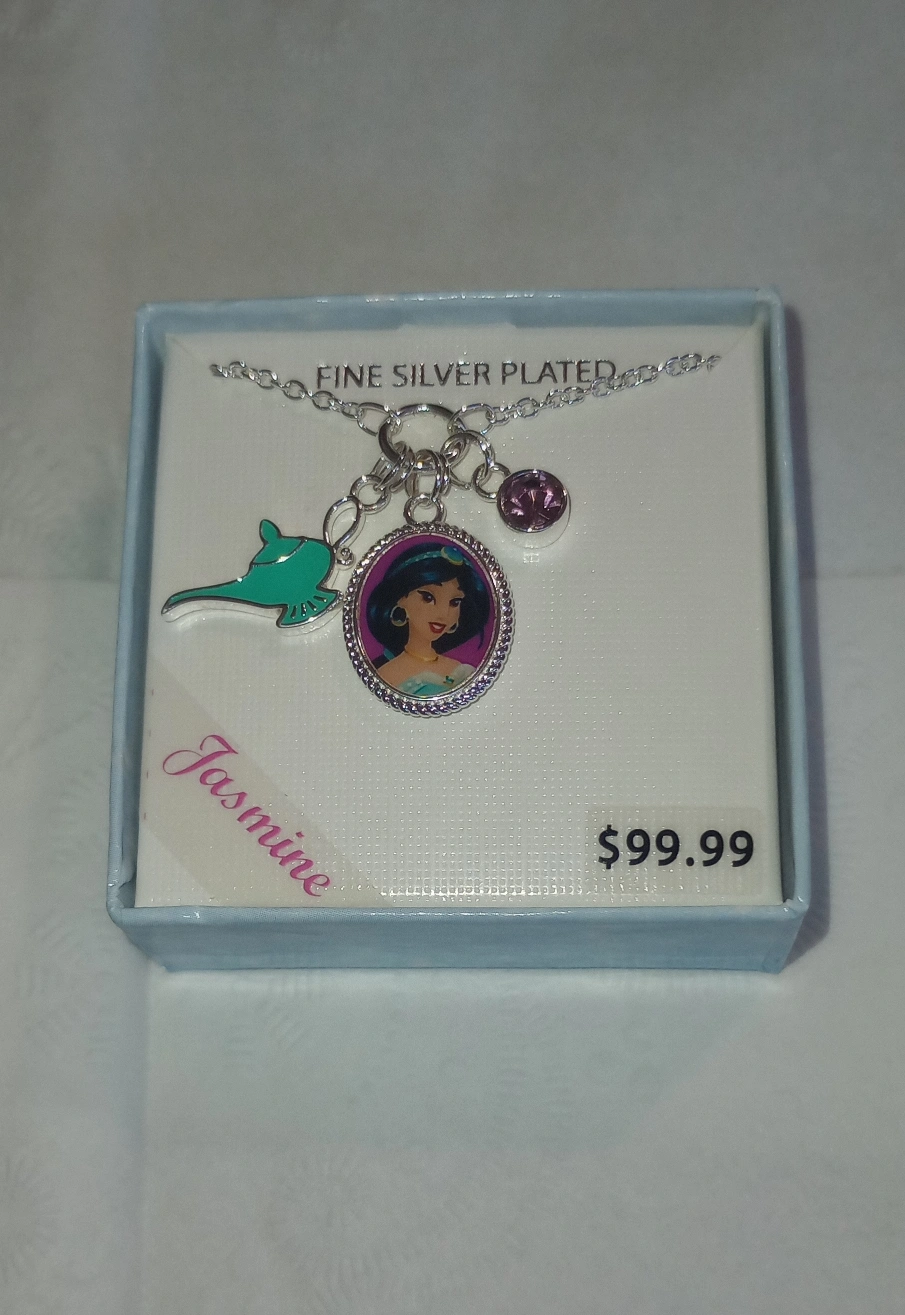 FINE SILVER PLATED
Jasmine
$99.99